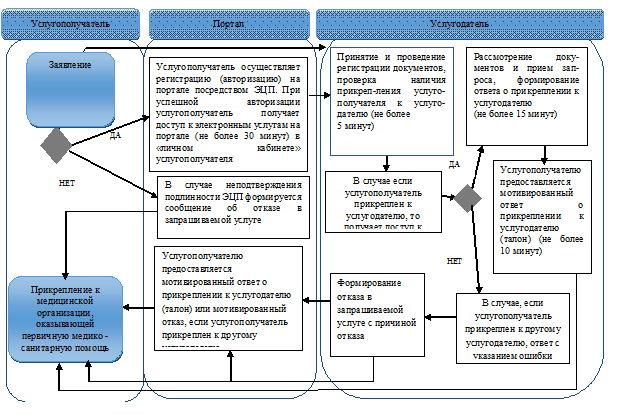 Услугополучатель
Портал
Услугодатель
Заявление
Услугополучатель осуществляет
регистрацию (авторизацию) на
портале посредством ЭЦП. При
успешной авторизации
услугополучатель получает
доступ к электронным услугам на
портале (не более 30 минут) в
«личном кабинете»
услугополучателя
Принятие и проведение
регистрации документов,
проверка наличия
прикреп-ления услуго-
получателя к услуго-
дателю (не более
5 минут)
Рассмотрение доку-
ментов и прием зап-
роса, формирование
ответа о прикреплении к
услугодателю
(не более 15 минут)
ДА
НЕТ
В случае неподтверждения
подлинности ЭЦП формируется
сообщение об отказе в
запрашиваемой услуге
В случае если
услугополучатель
прикреплен к
услугодателю, то
получает доступ к
ДА
НЕТ
Услугополучателю
предоставляется
мотивированный
ответ о
прикреплении к
услугодателю
(талон) (не более
10 минут)
Прикрепление к
медицинской
организации,
оказывающей
первичную медико-
санитарную помощь
Услугополучателю
предоставляется
мотивированный ответ о
прикреплении к услугодателю
(талон) или мотивированный
отказ, если услугополучатель
прикреплен к другому
Формирование
отказа в
запрашиваемой
услуге с причиной
отказа
В случае, если
услугополучатель
прикреплен к другому
услугодателю, ответ с
указанием ошибки